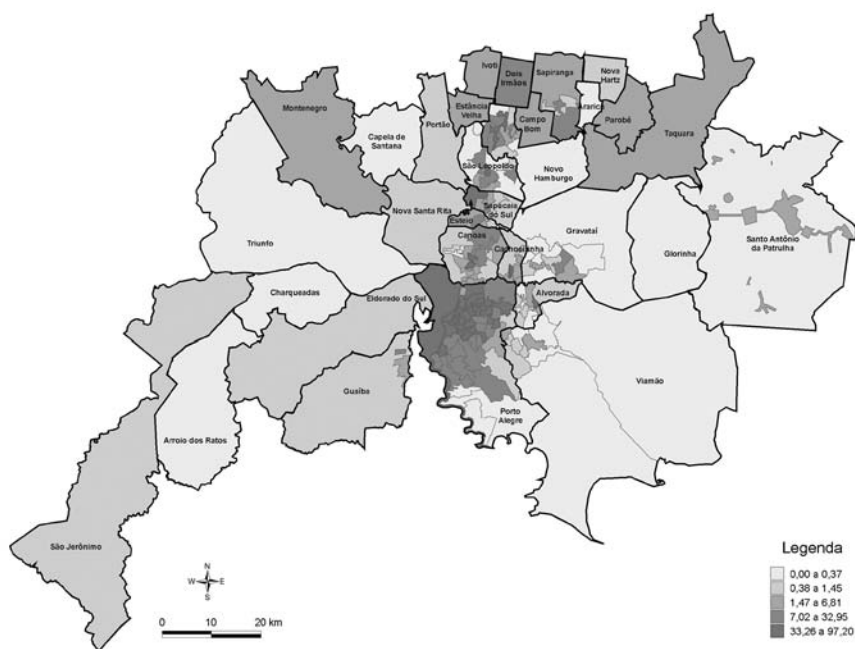 Ivoti
Dois
Irmãos
Sapiranga
Nova
Hartz
Montenegro
Estância
Velha
Campo
Bom
Araricá
Parobé
Taquara
Capela de
Santana
Portão
São Leopoldo
Novo
Hamburgo
Nova Santa Rita
Sapucaia
do Sul
Esteio
Triunfo
Canoas
Cachoeirinha
Gravataí
Glorinha
Santo Antônio
da Patrulha
Charqueadas
Eldorado do Sul
Alvorada
Guaíba
Viamão
Porto
Alegre
Arroio dos Ratos
São Jerônimo
N
W
E
S
0 10 20 km
Legenda
0,00 a 0,37
0,38 a 1,45
1,47 a 6,81
7,02 a 32,95
33,26 a 97,20